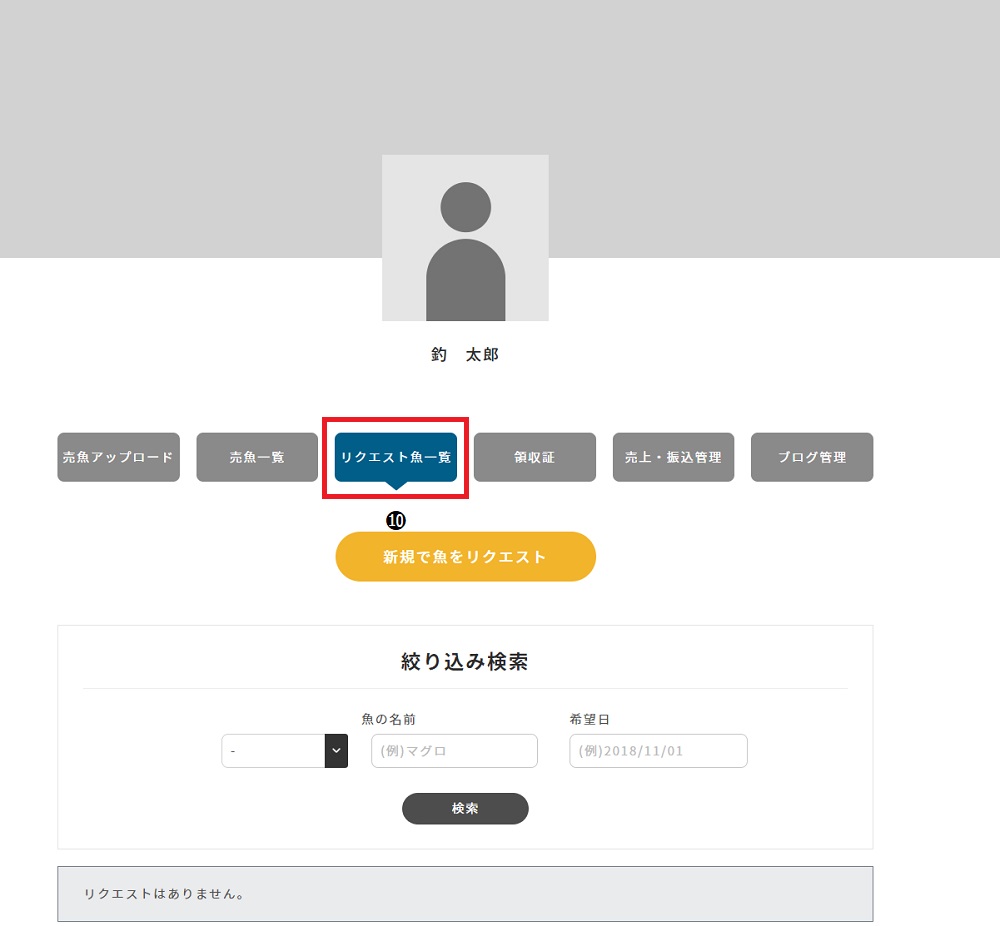 釣　太郎
売魚アップロード
売魚一覧
リクエスト魚一覧
領収証
売上・振込管理
ブログ管理
❿
新規で魚をリクエスト
絞り込み検索
魚の名前
希望日
-
(例)マグロ
(例)2018/11/01
検索
リクエストはありません。